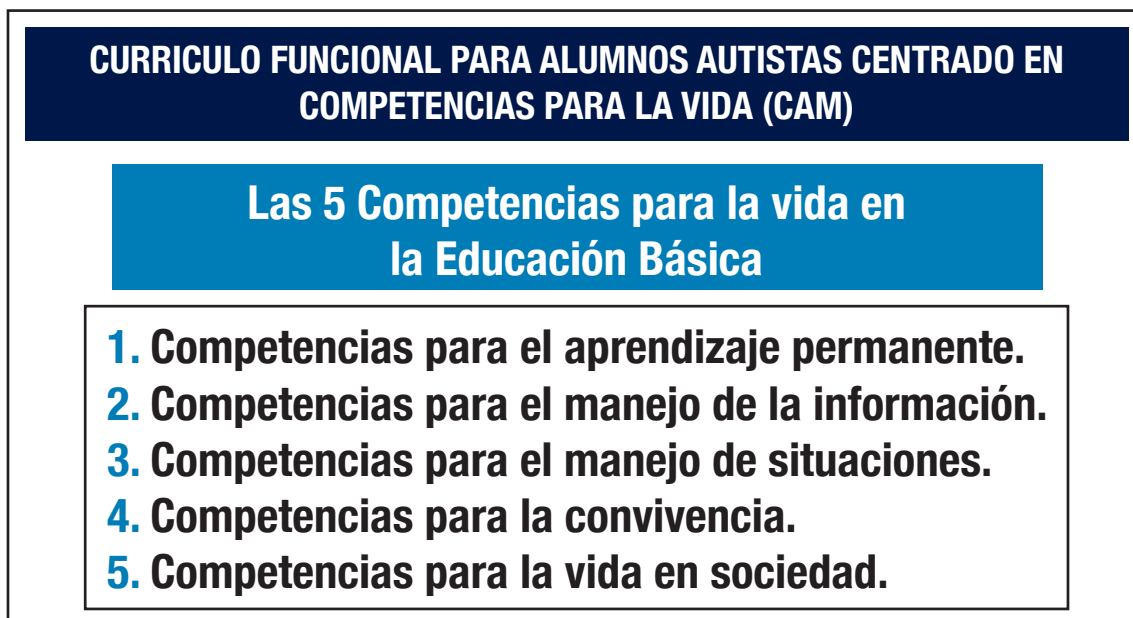 CURRICULO FUNCIONAL PARA ALUMNOS AUTISTAS CENTRADO EN
COMPETENCIAS PARA LA VIDA (CAM)
Las 5 Competencias para la vida en
la Educación Básica
1. Competencias para el aprendizaje permanente.
2. Competencias para el manejo de la información.
3. Competencias para el manejo de situaciones.
4. Competencias para la convivencia.
5. Competencias para la vida en sociedad.